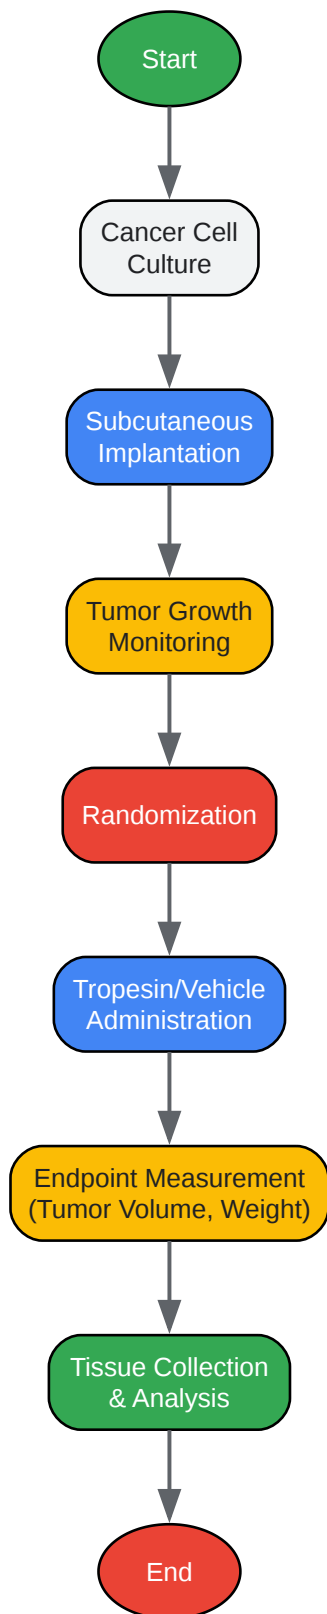 Start
Cancer Cell
Culture
Subcutaneous
Implantation
Tumor Growth
Monitoring
Randomization
Tropesin/Vehicle
Administration
Endpoint Measurement
(Tumor Volume, Weight)
Tissue Collection
& Analysis
End